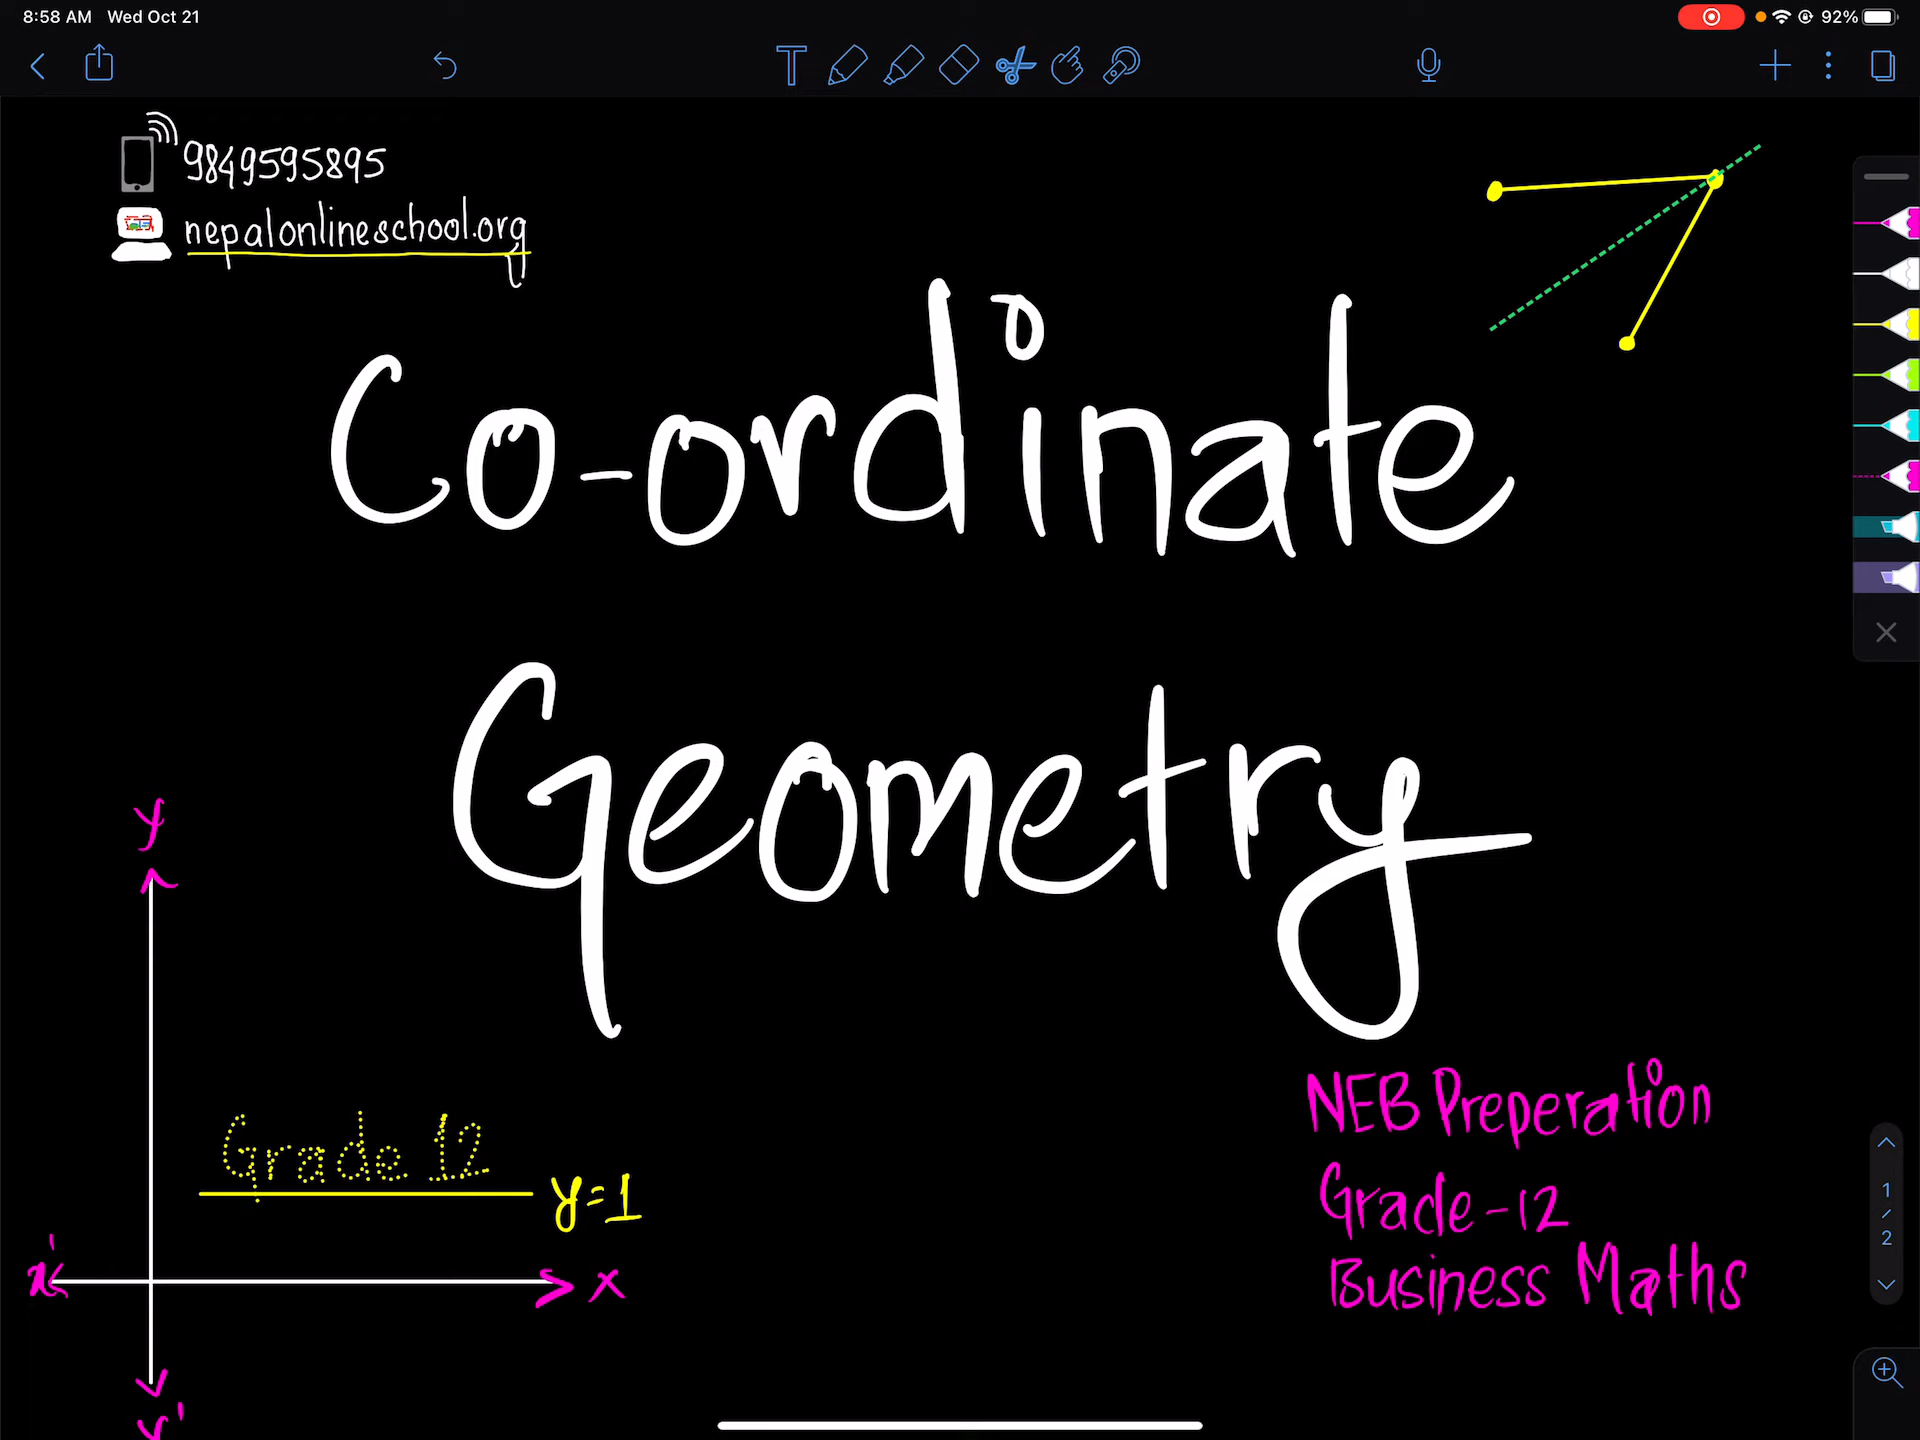 8:58 AM Wed Oct 21
92%
9849595895
nepalonlineschool.org
Co-ordinate
Geometry
y
Grade 12
y=1
x'
x
y'
NEB Preperation
Grade-12
Business Maths
1
/
2